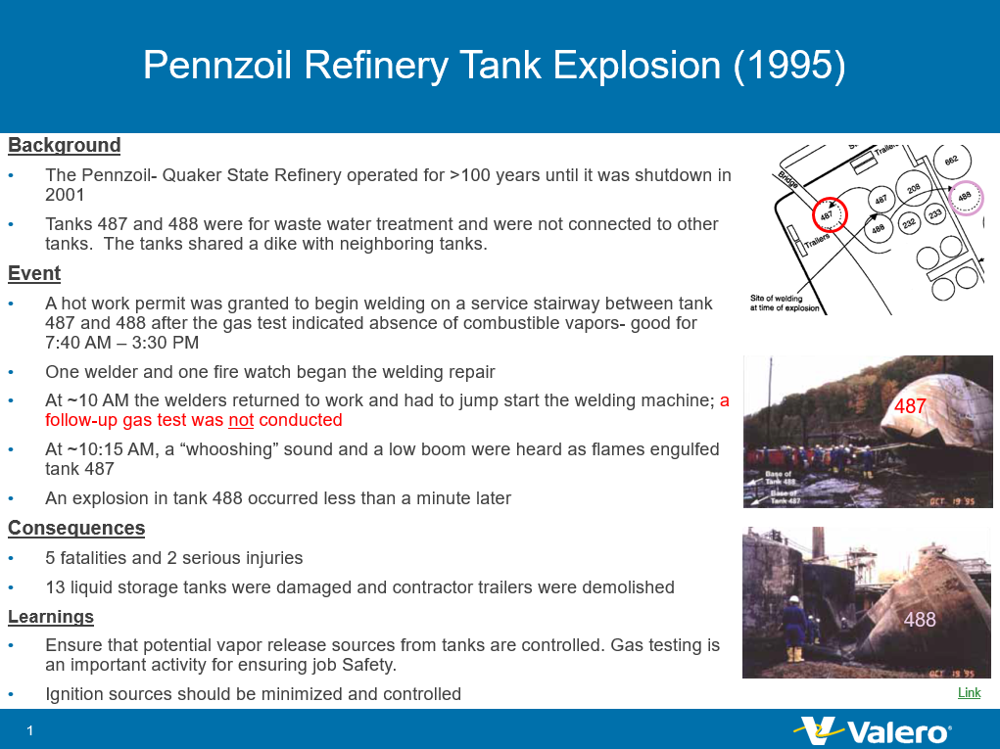 Pennzoil Refinery Tank Explosion (1995)
Background
• The Pennzoil- Quaker State Refinery operated for >100 years until it was shutdown in
2001
• Tanks 487 and 488 were for waste water treatment and were not connected to other
tanks.  The tanks shared a dike with neighboring tanks.
Event
• A hot work permit was granted to begin welding on a service stairway between tank
487 and 488 after the gas test indicated absence of combustible vapors- good for
7:40 AM – 3:30 PM
• One welder and one fire watch began the welding repair
• At ~10 AM the welders returned to work and had to jump start the welding machine; a
follow-up gas test was not conducted
• At ~10:15 AM, a “whooshing” sound and a low boom were heard as flames engulfed
tank 487
• An explosion in tank 488 occurred less than a minute later
Consequences
• 5 fatalities and 2 serious injuries
• 13 liquid storage tanks were damaged and contractor trailers were demolished
Learnings
• Ensure that potential vapor release sources from tanks are controlled. Gas testing is
an important activity for ensuring job Safety.
• Ignition sources should be minimized and controlled
Trailers
662
Bridge
208
487
488
487
233
232
488
Trailers
Site of welding
at time of explosion
487
Base of
Tank 488
Base of
Tank 487
OCT 19 '95
488
OCT 19 '95
Link
1
Valero